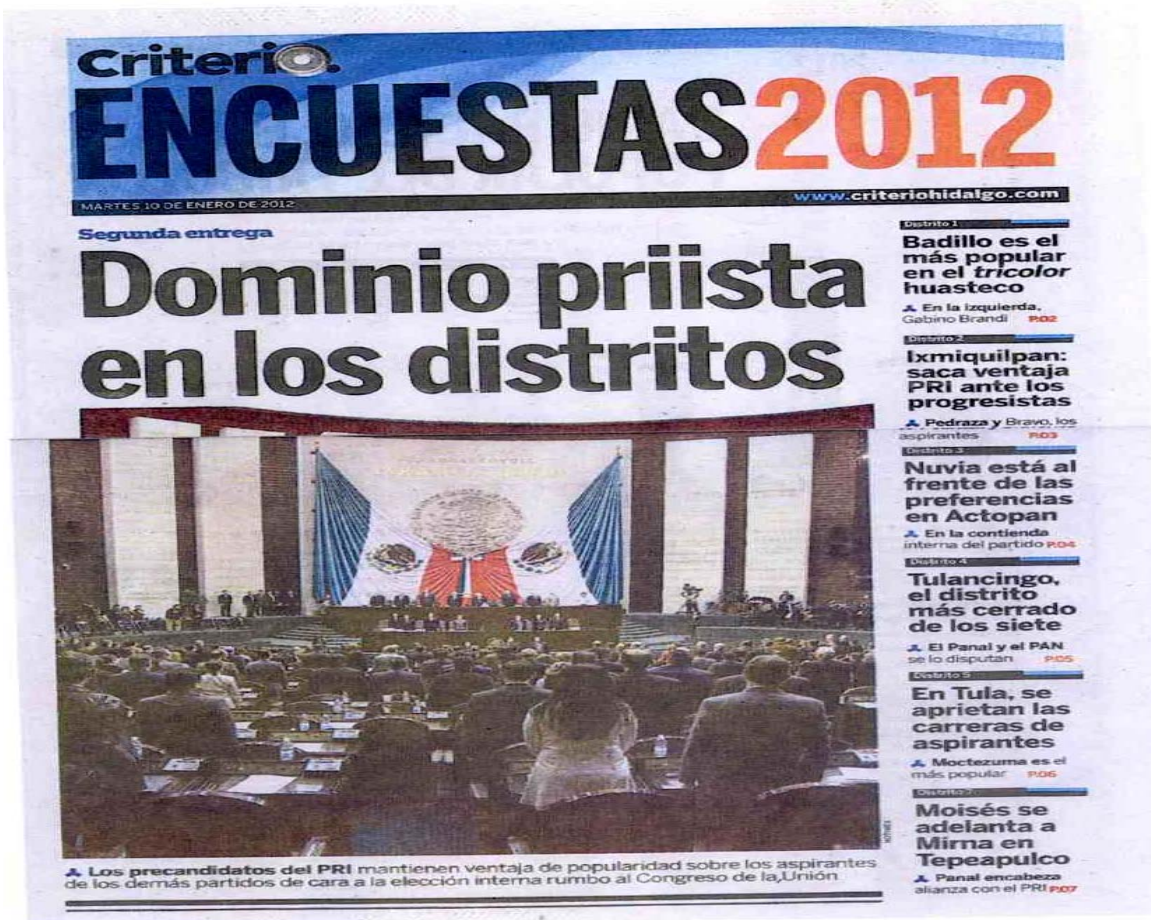 Criterio.
ENCUESTAS2012
MARTES 10 DE ENERO DE 2012
www.criteriohidalgo.com
Segunda entrega
Dominio priista
en los distritos
Los precandidatos del PRI mantienen ventaja de popularidad sobre los aspirantes
de los demás partidos de cara a la elección interna rumbo al Congreso de la Unión
Distrito 1
Badillo es el
más popular
en el tricolor
huasteco
En la izquierda,
Gabino Brandi P.02
Distrito 2
Ixmiquilpan:
saca ventaja
PRI ante los
progresistas
Pedraza y Bravo, los
aspirantes P.03
Distrito 3
Nuvia está al
frente de las
preferencias
en Actopan
En la contienda
interna del partido P.04
Distrito 4
Tulancingo,
el distrito
más cerrado
de los siete
El Panal y el PAN
se lo disputan P.05
Distrito 5
En Tula, se
aprietan las
carreras de
aspirantes
Moctezuma es el
más popular P.06
Distrito 7
Moisés se
adelanta a
Mirna en
Tepeapulco
Panal encabeza
alianza con el PRI P.07